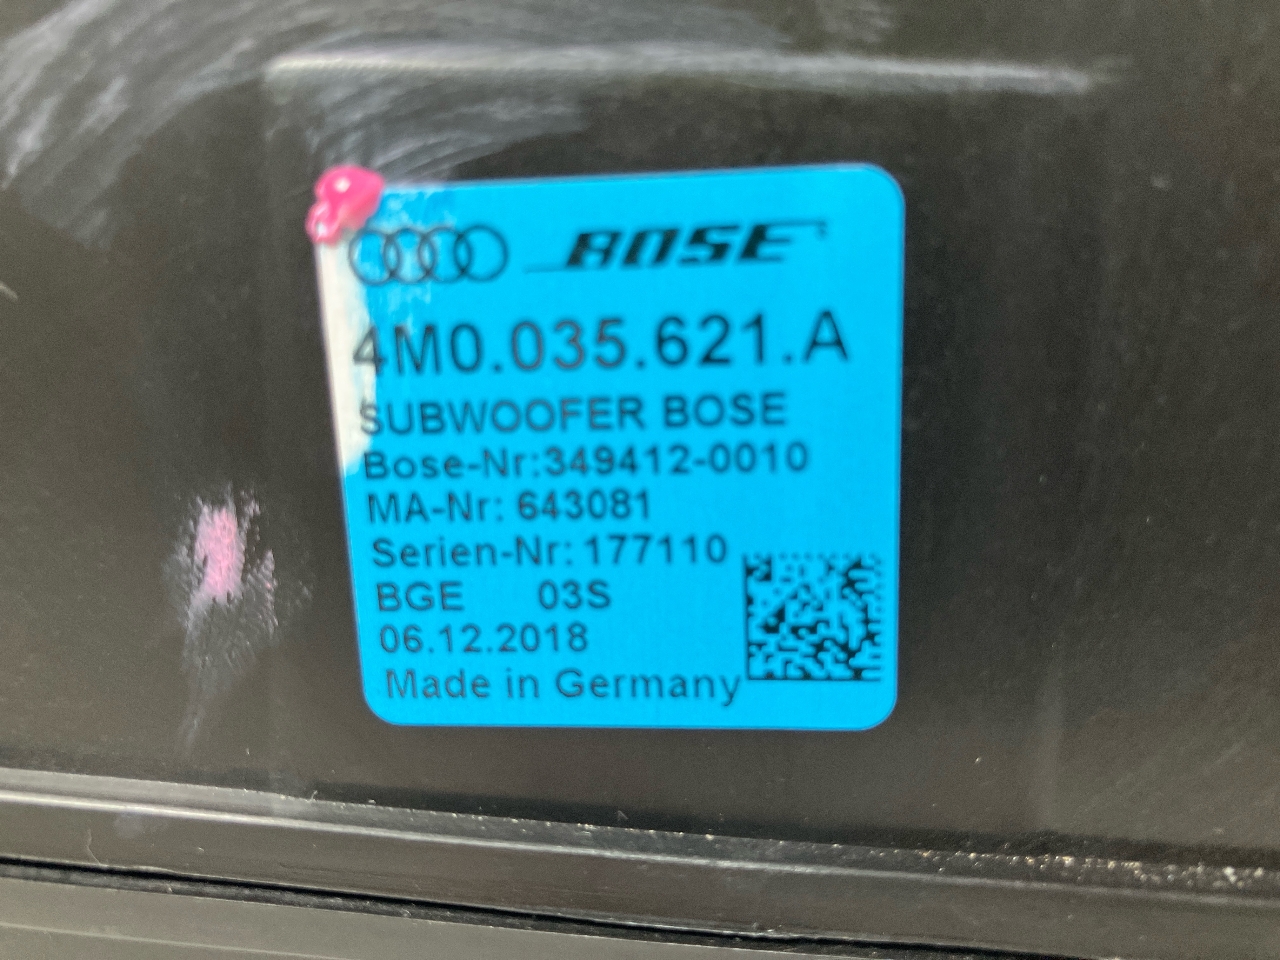 BOSE
4M0.035.621.A
SUBWOOFER BOSE
Bose-Nr:349412-0010
MA-Nr: 643081
Serien-Nr: 177110
BGE 03S
06.12.2018
Made in Germany